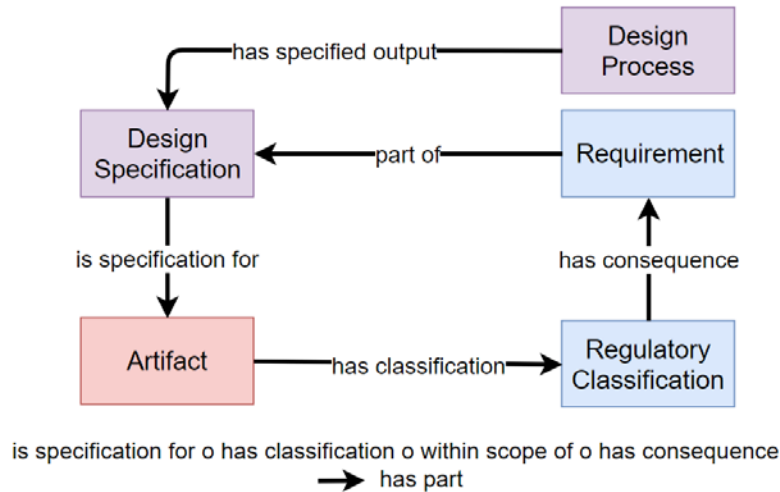 has specified output
Design
Process
Design
Specification
part of
Requirement
is specification for
has consequence
Artifact
has classification
Regulatory
Classification
is specification for o has classification o within scope of o has consequence
has part